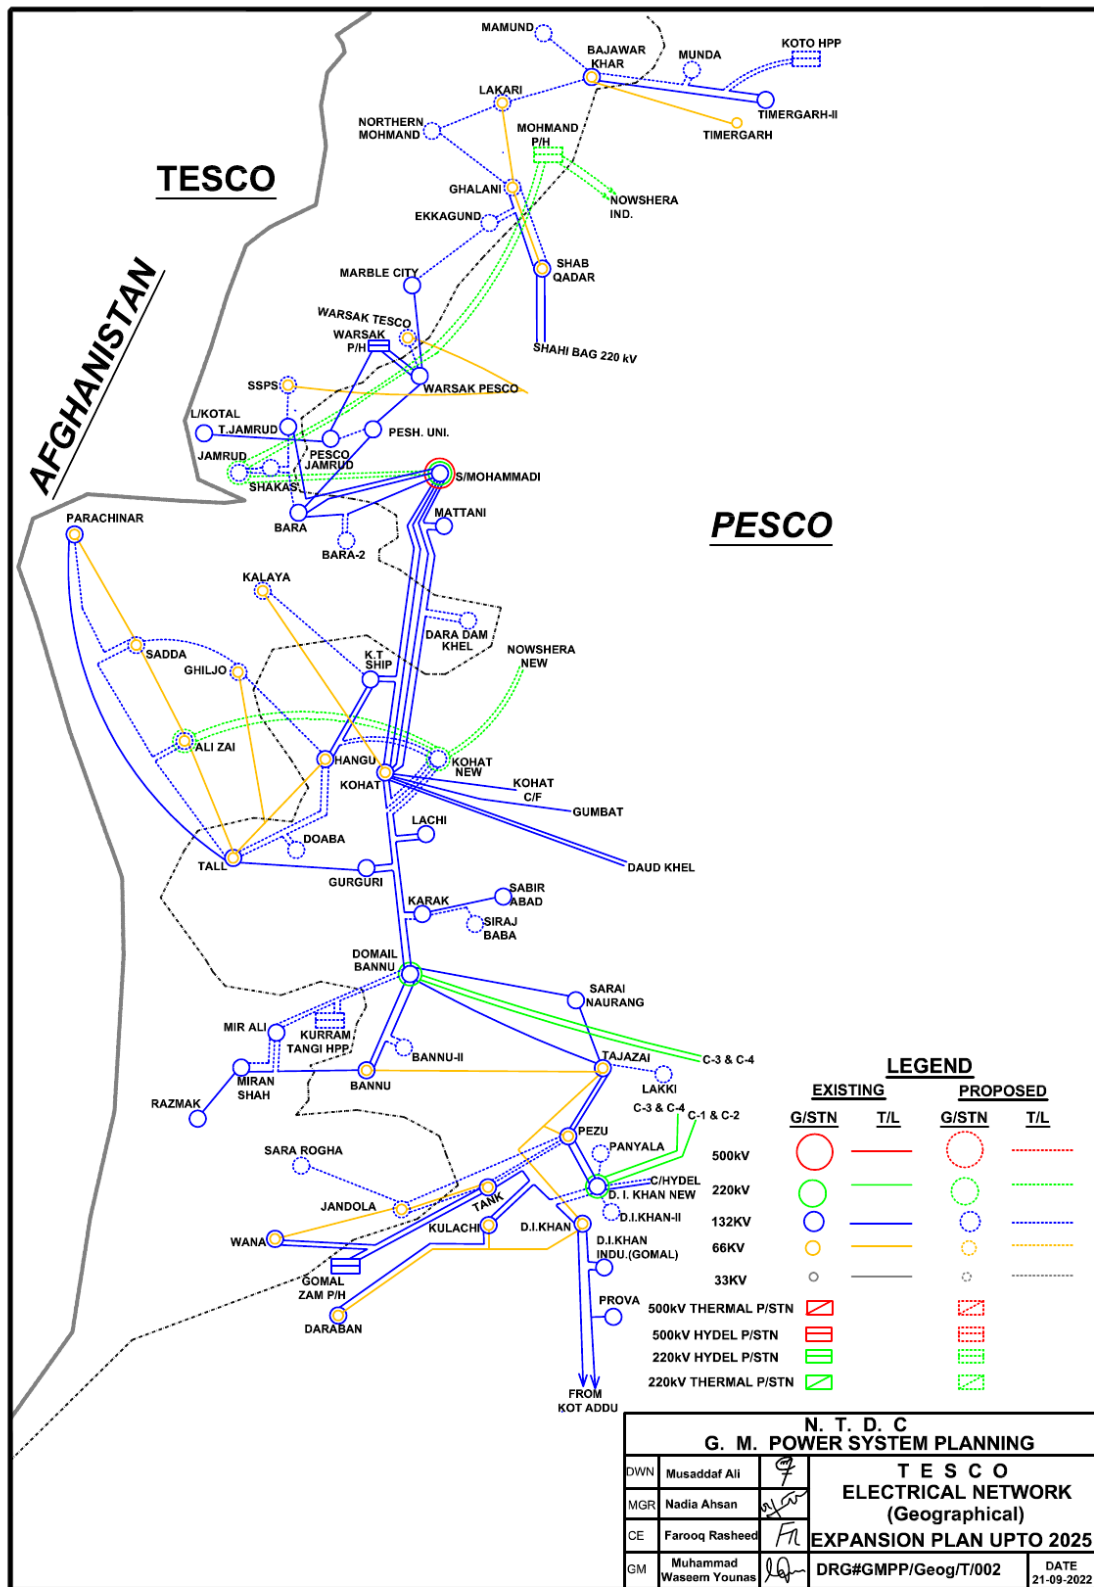 MAMUND
BAJAWAR
KHAR
MUNDA
KOTO HPP
LAKARI
TIMERGARH-II
TIMERGARH
NORTHERN
MOHMAND
MOHMAND
P/H
TESCO
GHALANI
NOWSHERA
IND.
EKKAGUND
SHAB
QADAR
MARBLE CITY
AFGHANISTAN
WARSAK TESCO
WARSAK
P/H
SHAHI BAG 220 kV
SSPS
WARSAK PESCO
L/KOTAL
T.JAMRUD
PESH. UNI.
PESCO
JAMRUD
JAMRUD
SHAKAS
S/MOHAMMADI
PARACHINAR
BARA
MATTANI
PESCO
BARA-2
KALAYA
DARA DAM
KHEL
SADDA
GHILJO
K.T
SHIP
NOWSHERA
NEW
ALI ZAI
HANGU
KOHAT
KOHAT
NEW
KOHAT
C/F
GUMBAT
LACHI
DOABA
TALL
GURGURI
DAUD KHEL
KARAK
SABIR
ABAD
SIRAJ
BABA
DOMAIL
BANNU
SARAI
NAURANG
MIR ALI
KURRAM
TANGI HPP
BANNU-II
TAJAZAI
C-3 & C-4
MIRAN
SHAH
BANNU
LAKKI
RAZMAK
C-3 & C-4
C-1 & C-2
PEZU
PANYALA
SARA ROGHA
C/HYDEL
D. I. KHAN NEW
JANDOLA
TANK
D.I.KHAN-II
KULACHI
D.I.KHAN
WANA
D.I.KHAN
INDU.(GOMAL)
GOMAL
ZAM P/H
PROVA
DARABAN
FROM
KOT ADDU
LEGEND
EXISTING PROPOSED
G/STN T/L G/STN T/L
500kV
220kV
132KV
66KV
33KV
500kV THERMAL P/STN
500kV HYDEL P/STN
220kV HYDEL P/STN
220kV THERMAL P/STN
N. T. D. C
G. M. POWER SYSTEM PLANNING
DWN Musaddaf Ali
MGR Nadia Ahsan
CE Farooq Rasheed
GM Muhammad
Waseem Younas
T E S C O
ELECTRICAL NETWORK
(Geographical)
EXPANSION PLAN UPTO 2025
DRG#GMPP/Geog/T/002
DATE
21-09-2022